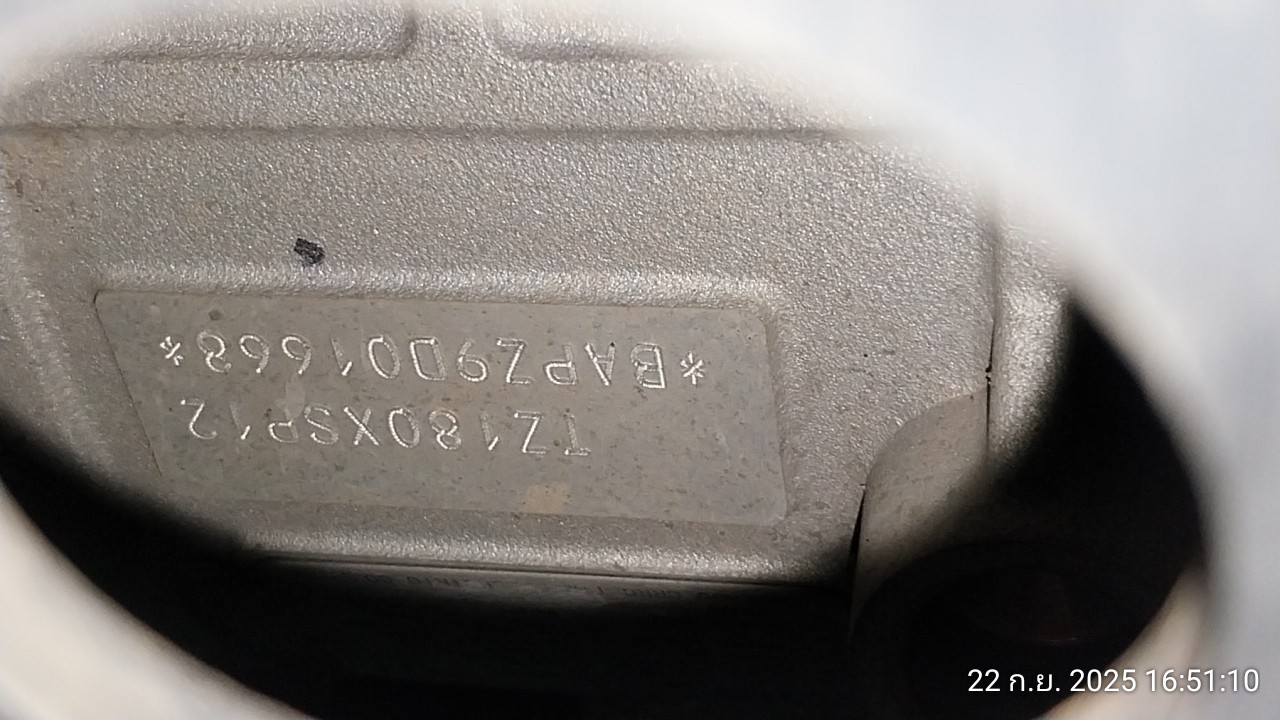 TZ180XSP12
*BAPZ9D01668*
22 ก.ย. 2025 16:51:10